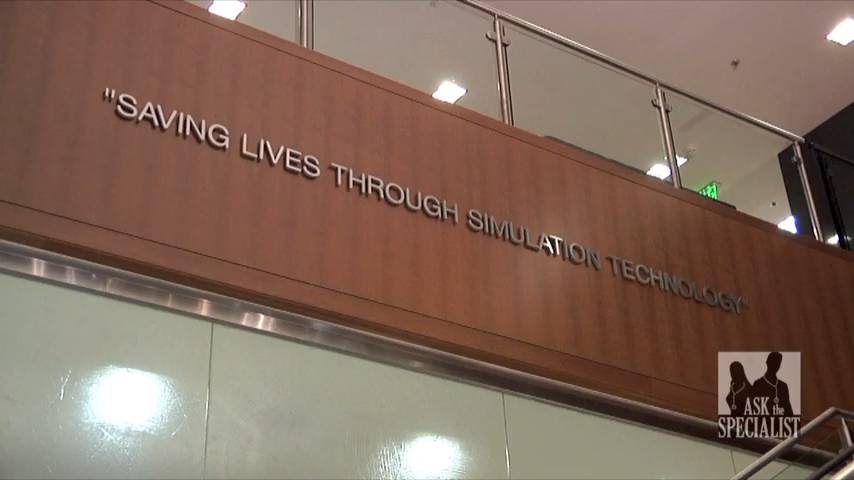 "SAVING LIVES THROUGH SIMULATION TECHNOLOGY"
ASK the
SPECIALIST